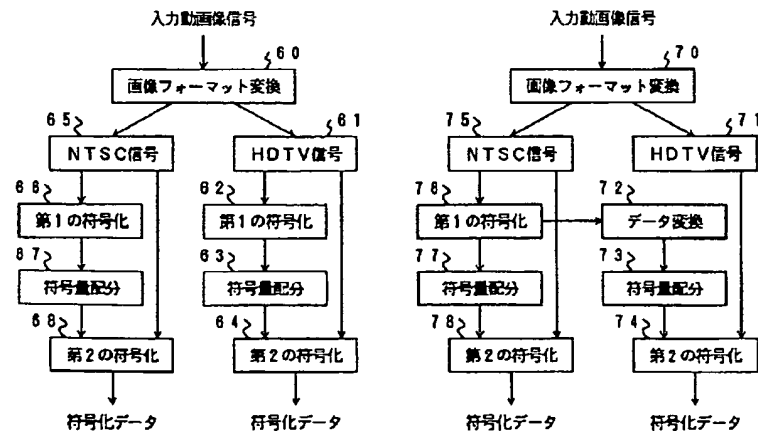 入力動画像信号
60
画像フォーマット変換
65
61
NTSC信号
HDTV信号
66
62
第1の符号化
第1の符号化
67
63
符号量配分
符号量配分
68
64
第2の符号化
第2の符号化
符号化データ
符号化データ
入力動画像信号
70
画像フォーマット変換
75
71
NTSC信号
HDTV信号
76
72
第1の符号化
データ変換
77
73
符号量配分
符号量配分
78
74
第2の符号化
第2の符号化
符号化データ
符号化データ